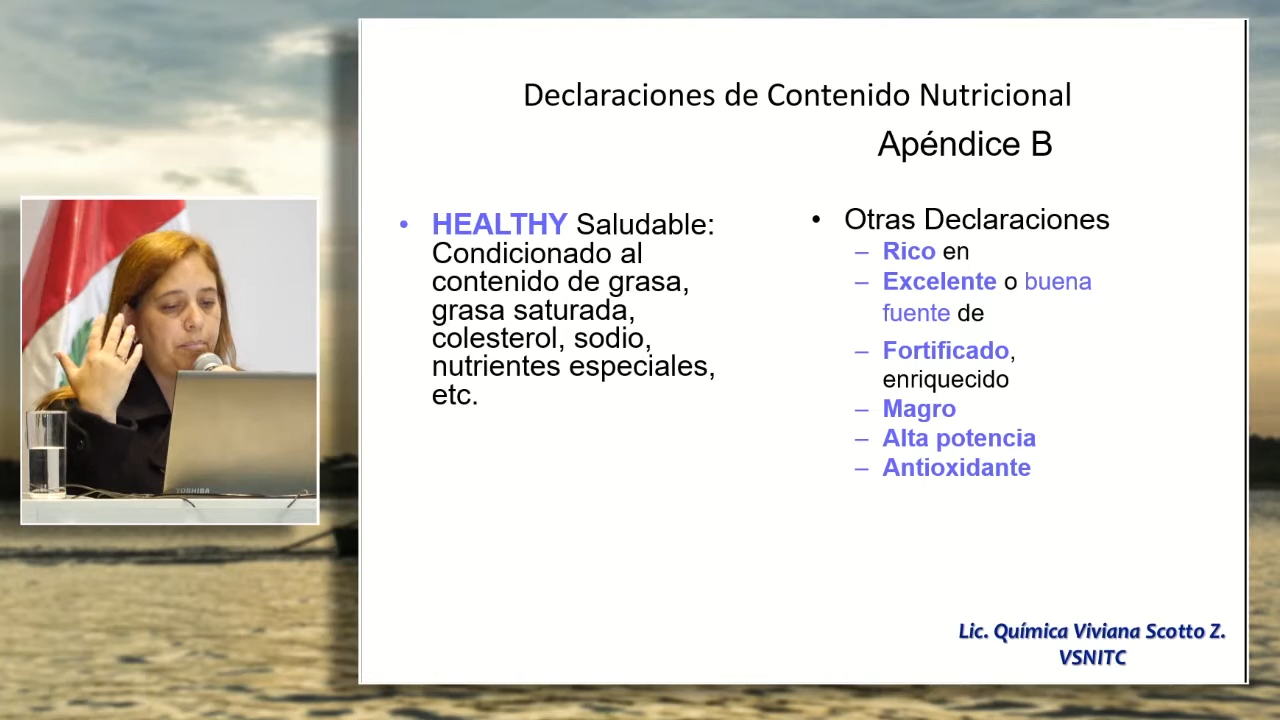 Declaraciones de Contenido Nutricional
Apéndice B
• HEALTHY Saludable:
Condicionado al
contenido de grasa,
grasa saturada,
colesterol, sodio,
nutrientes especiales,
etc.
• Otras Declaraciones
– Rico en
– Excelente o buena
fuente de
– Fortificado,
enriquecido
– Magro
– Alta potencia
– Antioxidante
Lic. Química Viviana Scotto Z.
VSNITC
TOSHIBA